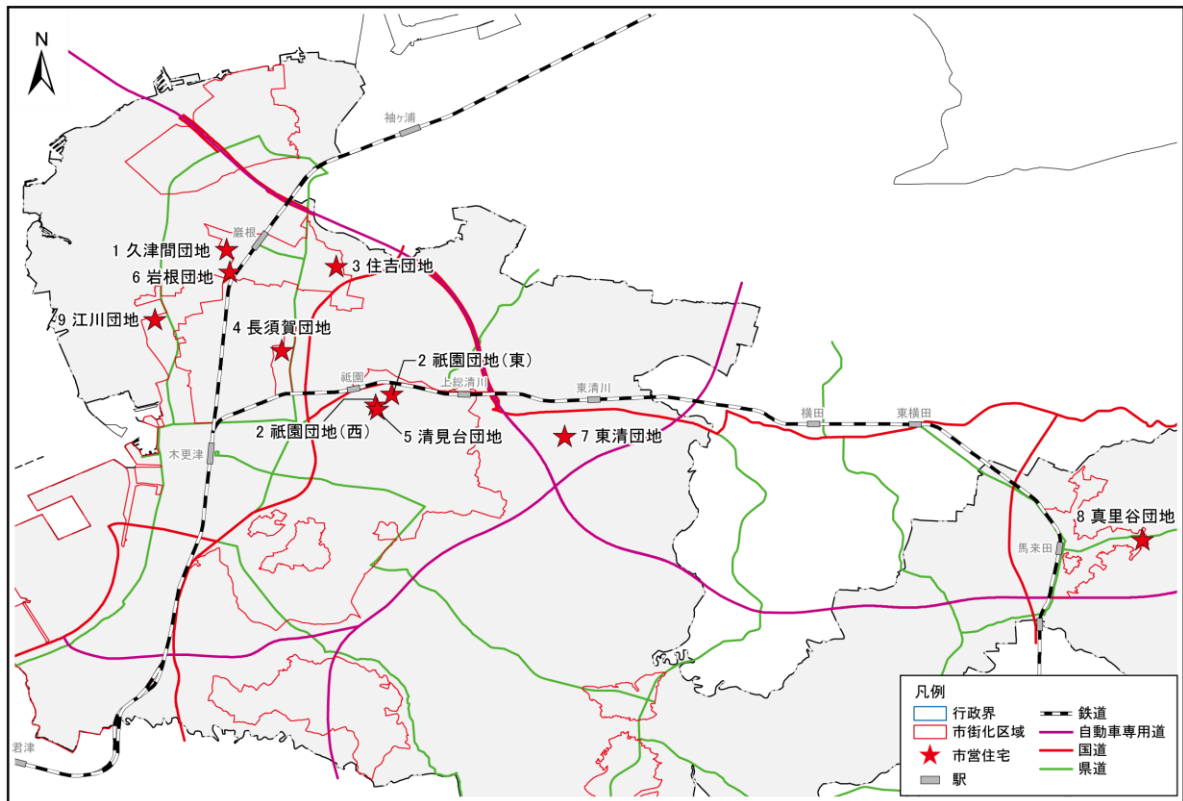 N
袖ヶ浦
巌根
1 久津間団地
6 岩根団地
3 住吉団地
9 江川団地
4 長須賀団地
2 祇園団地(東)
祇園
上総清川
東清川
2 祇園団地(西)
5 清見台団地
7 東清団地
横田
東横田
木更津
8 真里谷団地
馬来田
君津
凡例
行政界
市街化区域
市営住宅
駅
鉄道
自動車専用道
国道
県道